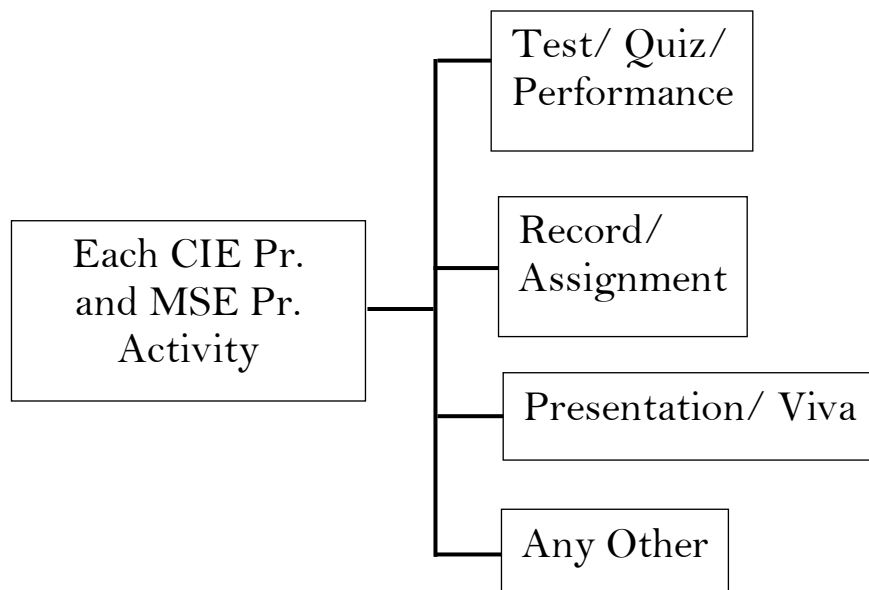 Test/ Quiz/
Performance
Each CIE Pr.
and MSE Pr.
Activity
Record/
Assignment
Presentation/ Viva
Any Other